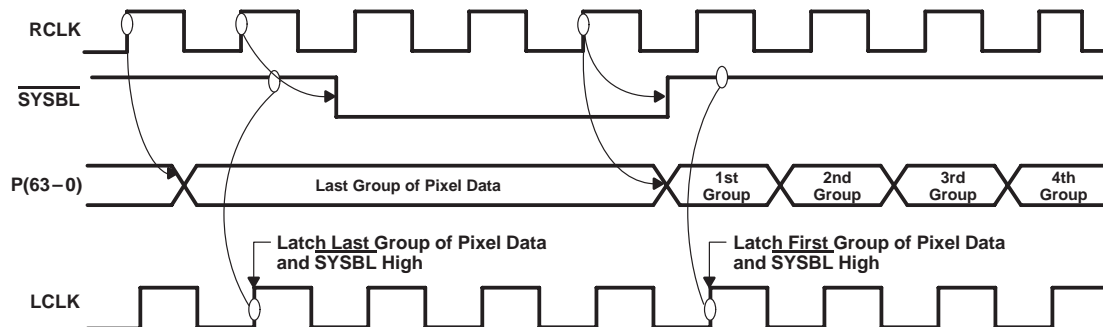 RCLK
SYSBL
P(63−0)
Last Group of Pixel Data
1st
Group
2nd
Group
3rd
Group
4th
Group
Latch Last Group of Pixel Data
and SYSBL High
Latch First Group of Pixel Data
and SYSBL High
LCLK